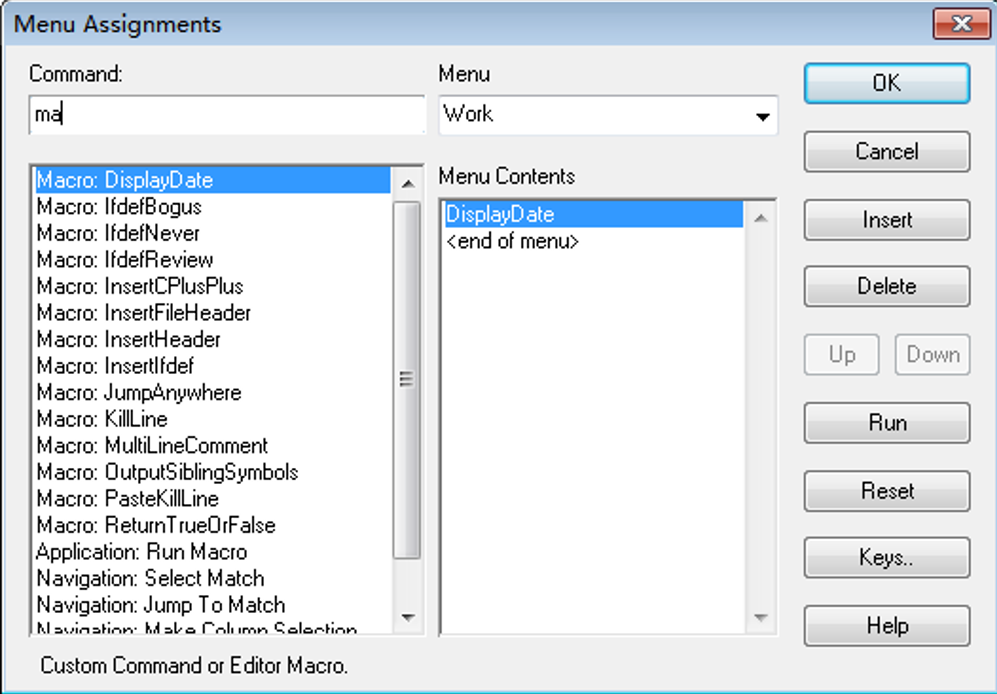 Menu Assignments
Command:
ma
Macro: DisplayDate
Macro: IfdefBogus
Macro: IfdefNever
Macro: IfdefReview
Macro: InsertCPlusPlus
Macro: InsertFileHeader
Macro: InsertHeader
Macro: InsertIfdef
Macro: JumpAnywhere
Macro: KillLine
Macro: MultiLineComment
Macro: OutputSiblingSymbols
Macro: PasteKillLine
Macro: ReturnTrueOrFalse
Application: Run Macro
Navigation: Select Match
Navigation: Jump To Match
Navigation: Make Column Selection
Custom Command or Editor Macro.
Menu
Work
Menu Contents
DisplayDate
<end of menu>
OK
Cancel
Insert
Delete
Up Down
Run
Reset
Keys..
Help